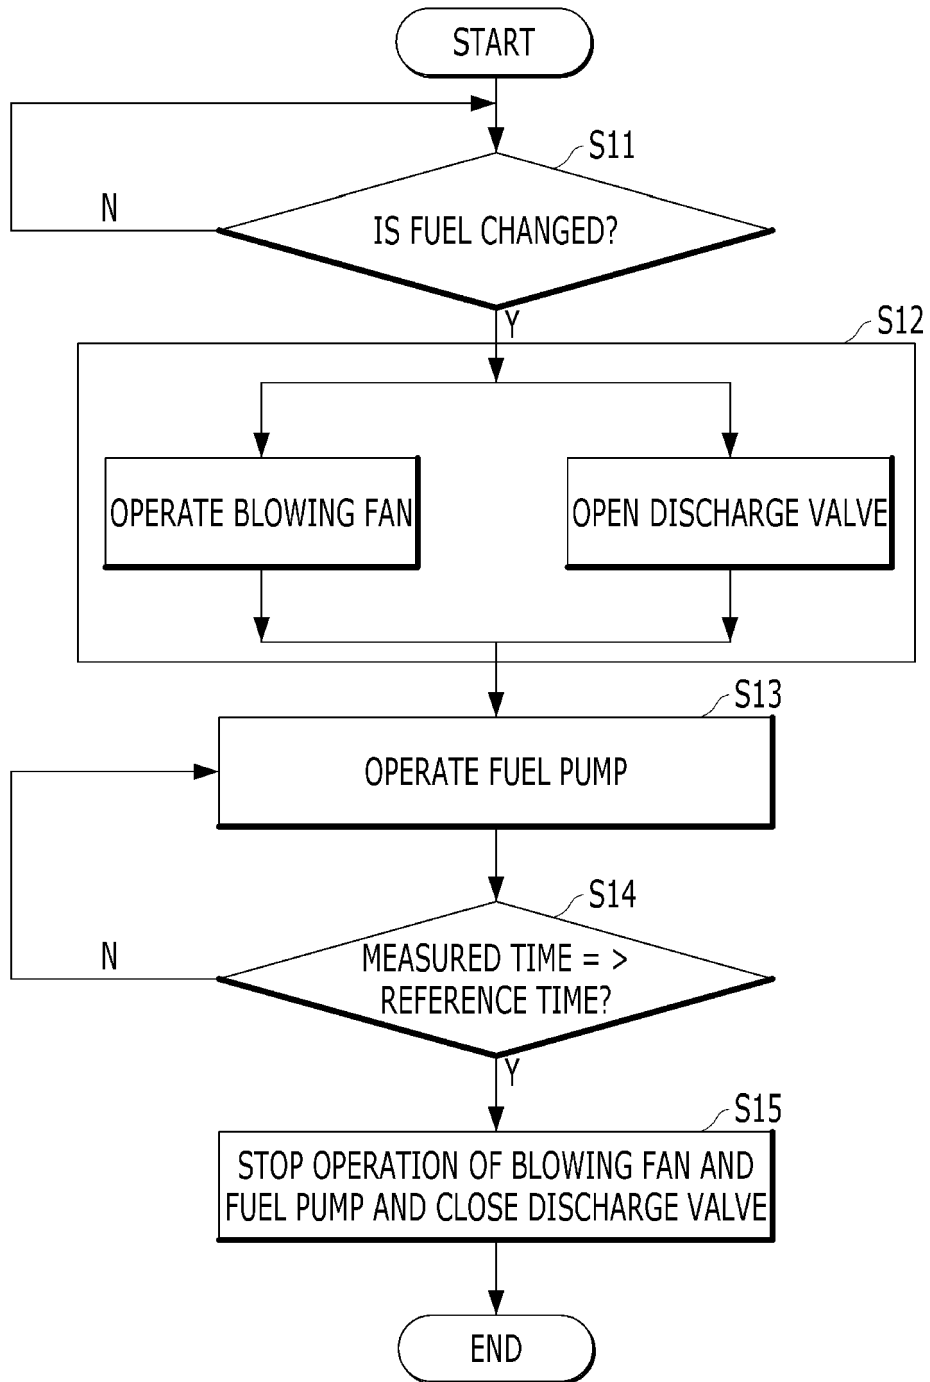 START
S11
IS FUEL CHANGED?
N
Y
S12
OPERATE BLOWING FAN
OPEN DISCHARGE VALVE
S13
OPERATE FUEL PUMP
S14
MEASURED TIME = >
REFERENCE TIME?
N
Y
S15
STOP OPERATION OF BLOWING FAN AND
FUEL PUMP AND CLOSE DISCHARGE VALVE
END